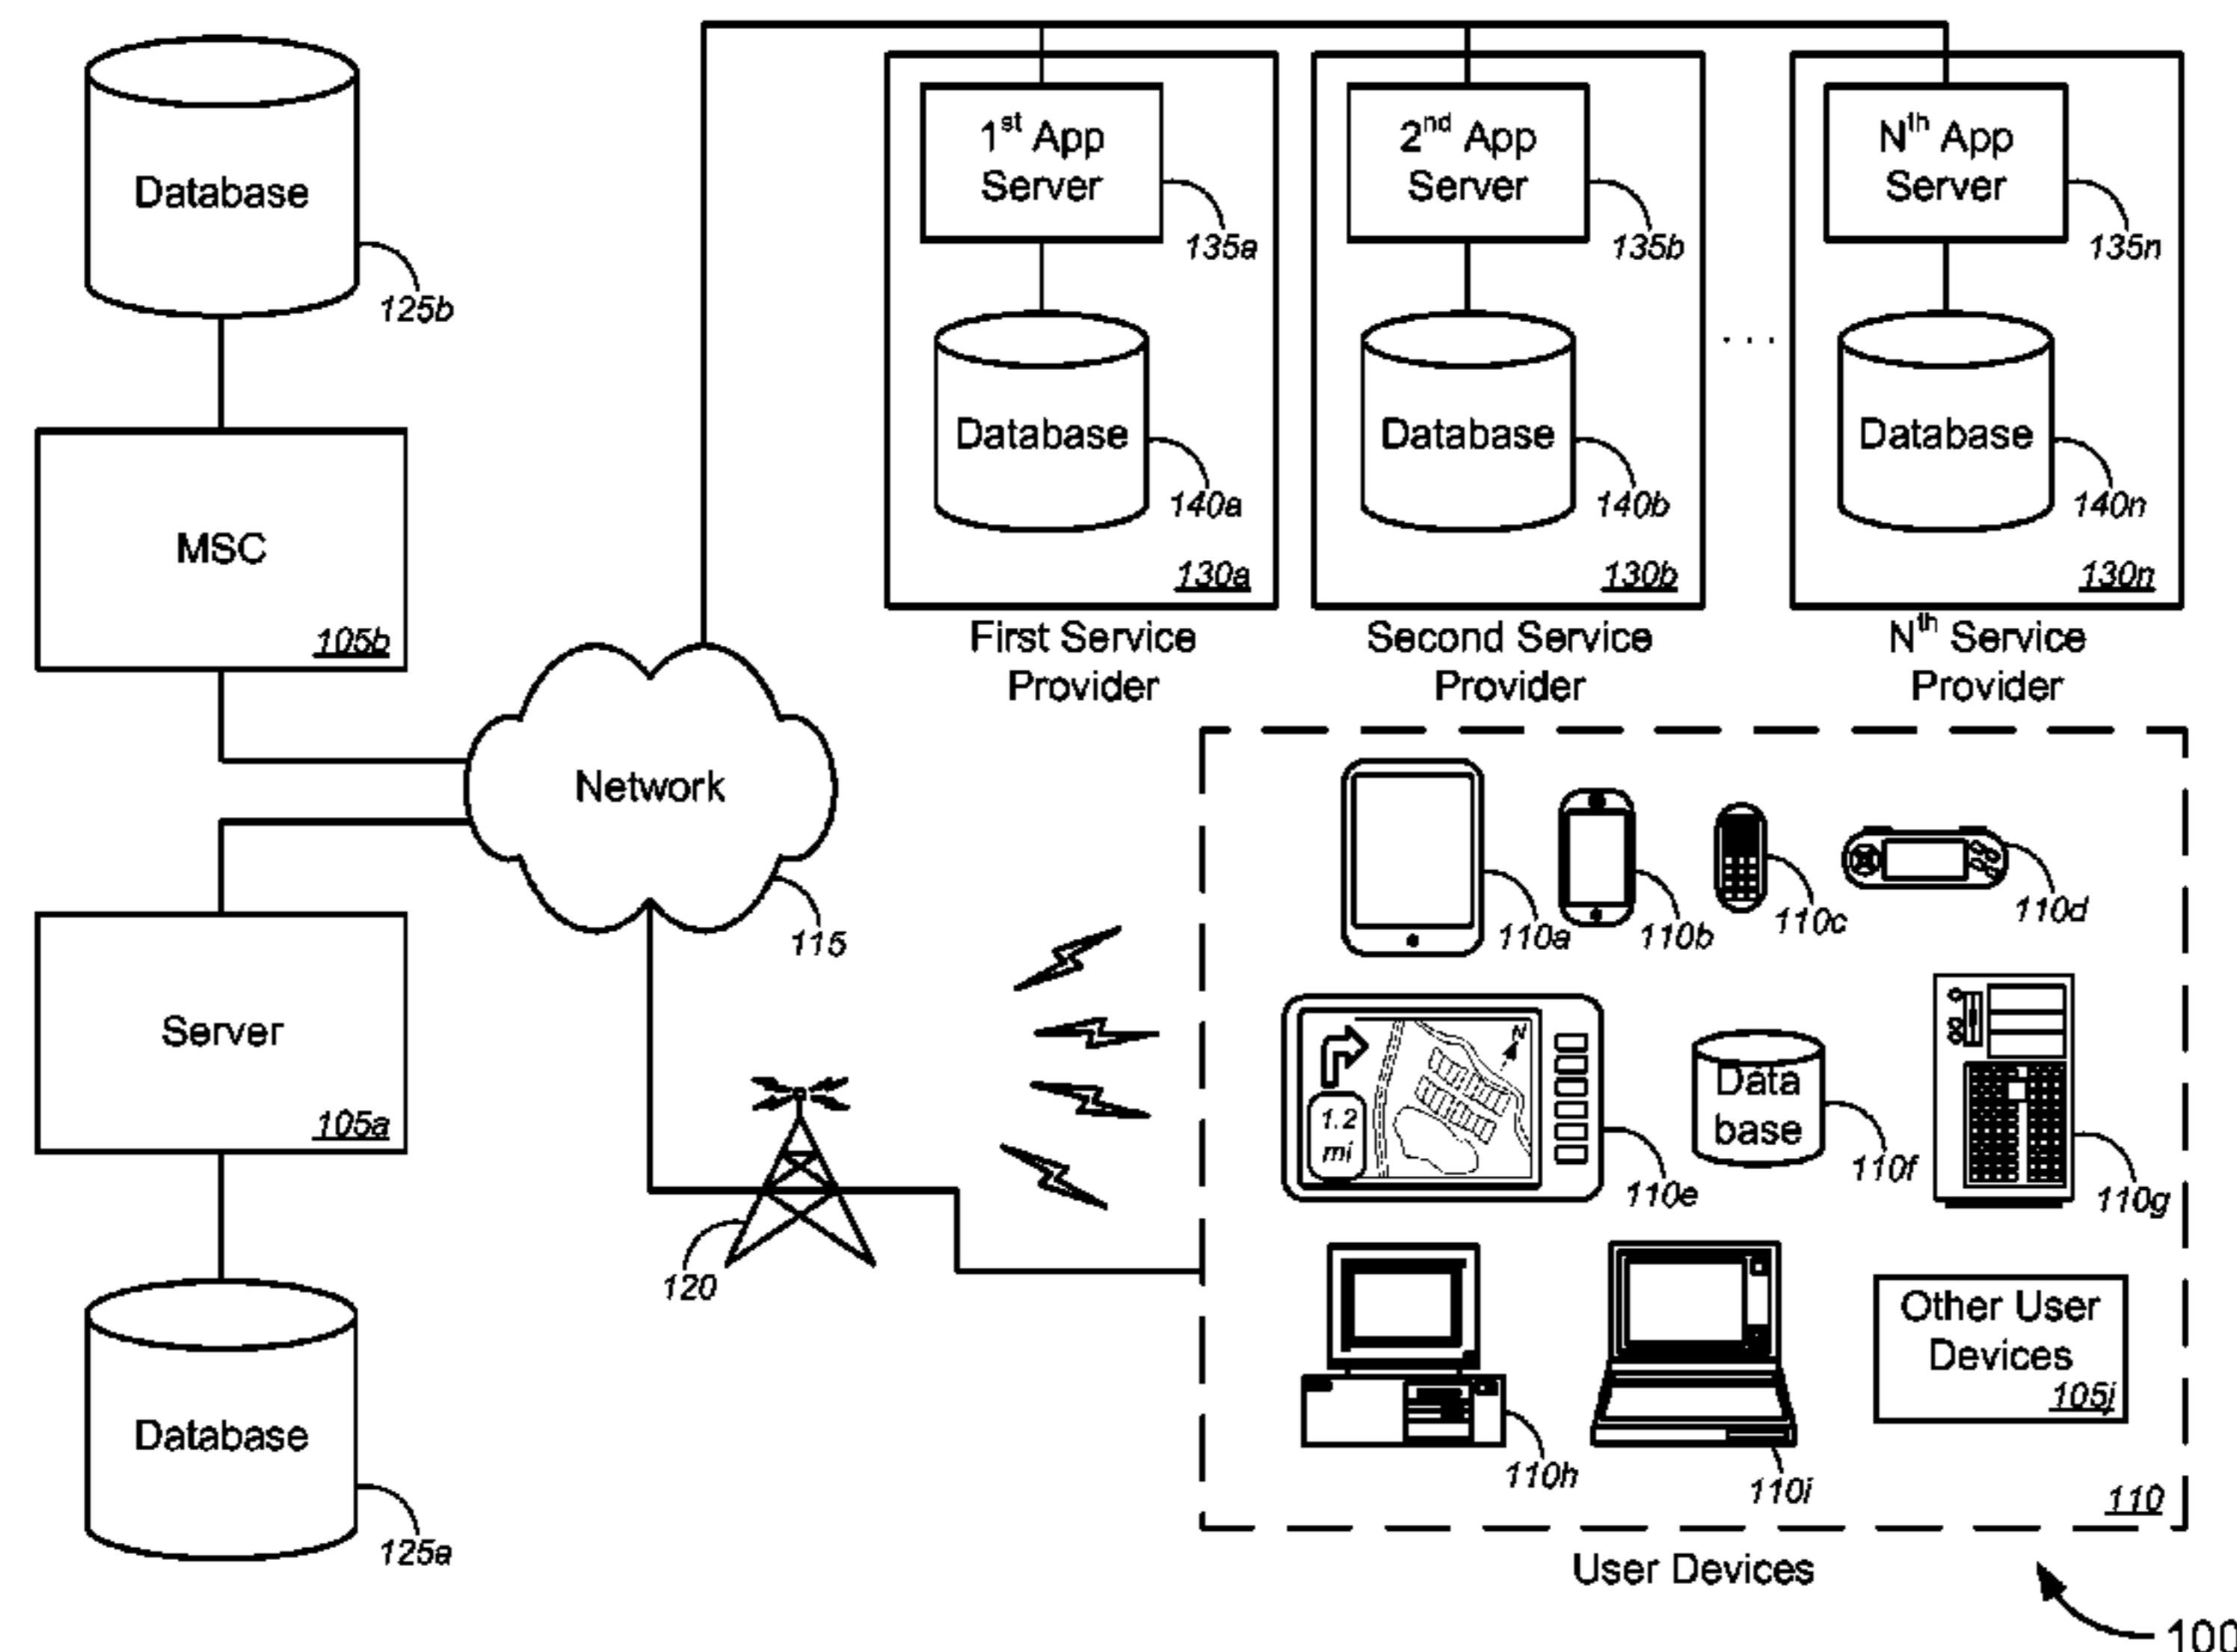 Database
125b
MSC
105b
Server
105a
Database
125a
Network
115
120
1st App
Server
135a
Database
140a
130a
First Service
Provider
2nd App
Server
135b
Database
140b
130b
Second Service
Provider
. . .
Nth App
Server
135n
Database
140n
130n
Nth Service
Provider
110a
110b
110c
110d
1.2
mi
N
110e
Data
base
110f
110g
110h
110i
Other User
Devices
105j
110
User Devices
100